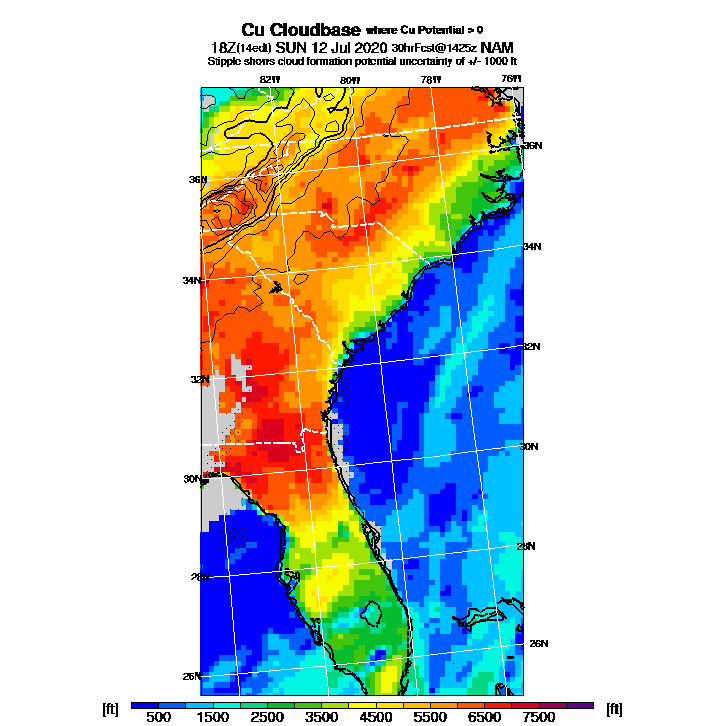 Cu Cloudbase where Cu Potential > 0
18Z(14edt) SUN 12 Jul 2020 30hrFcst@1425z NAM
Stipple shows cloud formation potential uncertainty of +/- 1000 ft
82W 80W 78W 76W
36N
36N
34N
34N
32N
32N
30N
30N
28N
28N
26N
26N
[ft] [ft]
500 1500 2500 3500 4500 5500 6500 7500